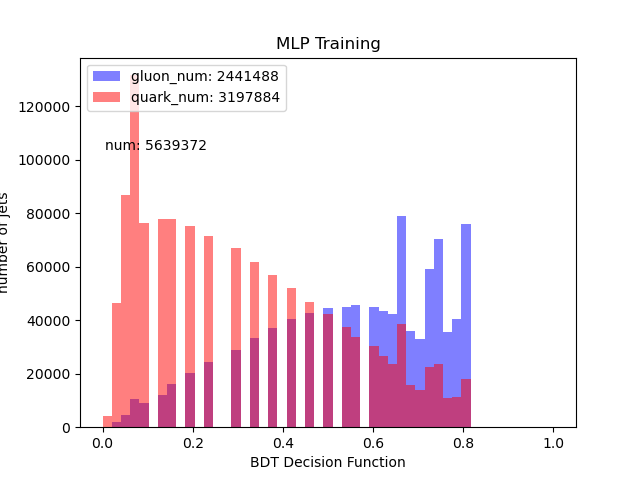 MLP Training
gluon_num: 2441488
quark_num: 3197884
num: 5639372
number of jets
120000
100000
80000
60000
40000
20000
0
0.0 0.2 0.4 0.6 0.8 1.0
BDT Decision Function